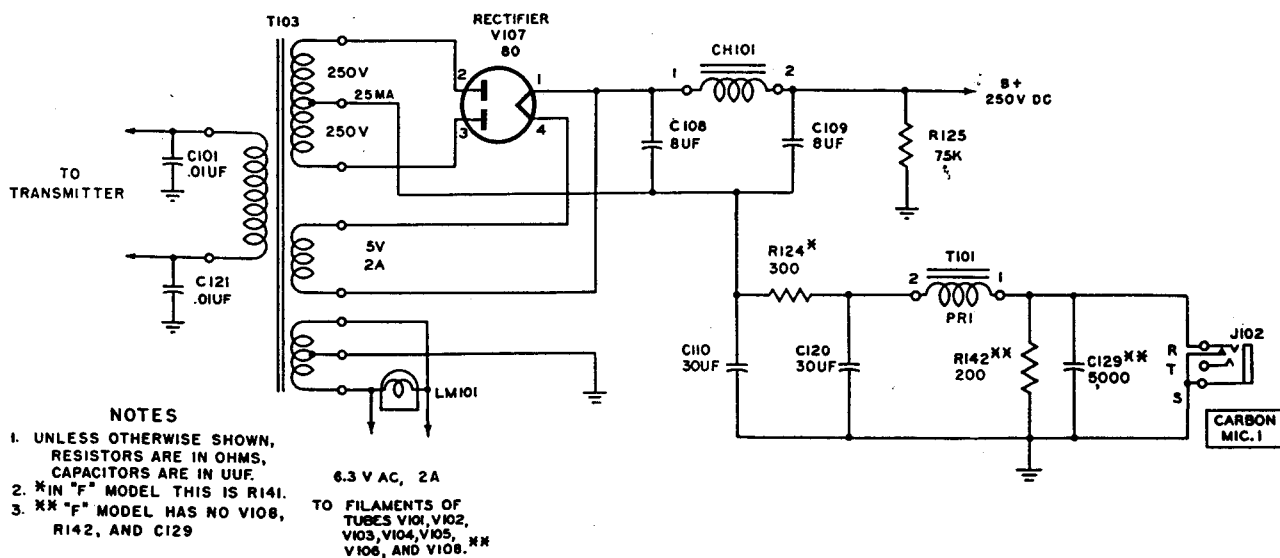 T103
RECTIFIER
V107
80
CH101
1
2
B+
250V DC
250V
25MA
250V
2
3
1
4
C108
8UF
C109
8UF
R125
75K
C101
.01UF
TO
TRANSMITTER
C121
.01UF
5V
2A
R124*
300
T101
2
1
PRI
C110
30UF
C120
30UF
R142**
200
C129**
5,000
J102
R
T
S
CARBON
MIC.1
LM101
NOTES
1. UNLESS OTHERWISE SHOWN,
RESISTORS ARE IN OHMS,
CAPACITORS ARE IN UUF.
2. *IN "F" MODEL THIS IS R141.
3. ** "F" MODEL HAS NO V108,
R142, AND C129
6.3 V AC, 2A
TO FILAMENTS OF
TUBES V101,V102,
V103,V104,V105,
V106, AND V108.**